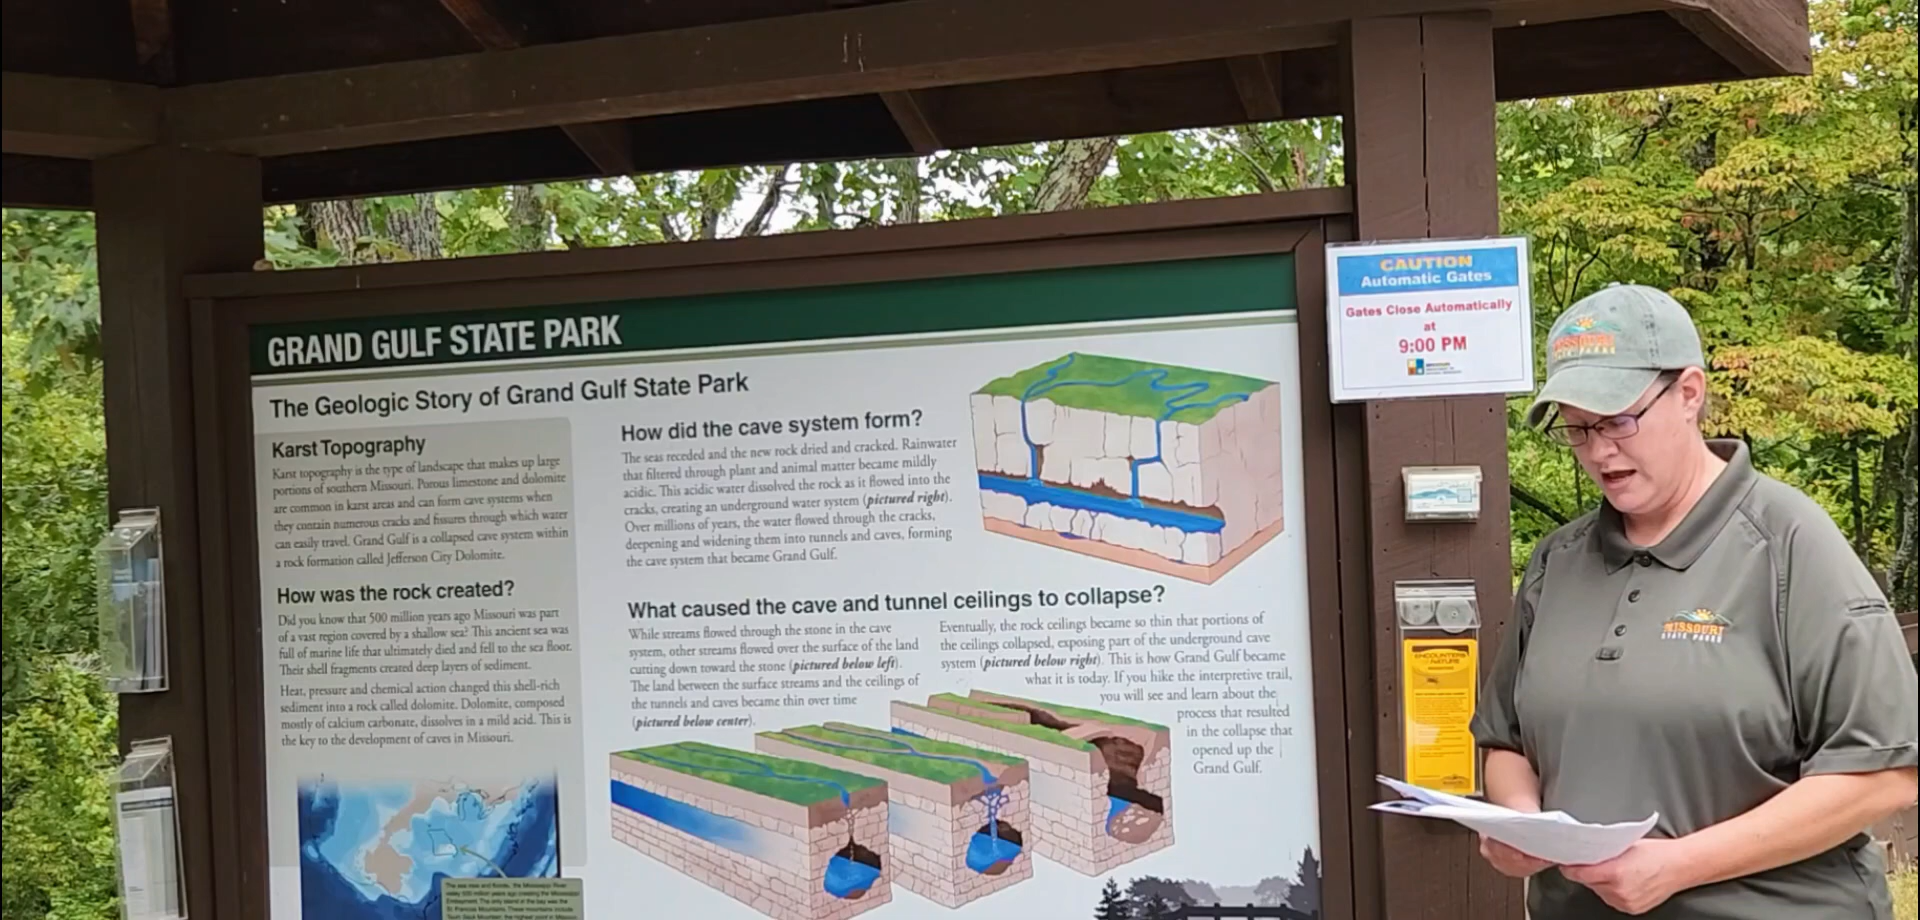 GRAND GULF STATE PARK
The Geologic Story of Grand Gulf State Park
Karst Topography
Karst topography is the type of landscape that makes up large
portions of southern Missouri. Porous limestone and dolomite
are common in karst areas and can form cave systems when
they contain numerous cracks and fissures through which water
can easily travel. Grand Gulf is a collapsed cave system within
a rock formation called Jefferson City Dolomite.
How was the rock created?
Did you know that 500 million years ago Missouri was part
of a vast region covered by a shallow sea? This ancient sea was
full of marine life that ultimately died and fell to the sea floor.
Their shell fragments created deep layers of sediment.
Heat, pressure and chemical action changed this shell-rich
sediment into a rock called dolomite. Dolomite, composed
mostly of calcium carbonate, dissolves in a mild acid. This is
the key to the development of caves in Missouri.
How did the cave system form?
The seas receded and the new rock dried and cracked. Rainwater
that filtered through plant and animal matter became mildly
acidic. This acidic water dissolved the rock as it flowed into the
cracks, creating an underground water system (pictured right).
Over millions of years, the water flowed through the cracks,
deepening and widening them into tunnels and caves, forming
the cave system that became Grand Gulf.
What caused the cave and tunnel ceilings to collapse?
While streams flowed through the stone in the cave
system, other streams flowed over the surface of the land
cutting down toward the stone (pictured below left).
The land between the surface streams and the ceilings of
the tunnels and caves became thin over time
(pictured below center).
Eventually, the rock ceilings became so thin that portions of
the ceilings collapsed, exposing part of the underground cave
system (pictured below right). This is how Grand Gulf became
what it is today. If you hike the interpretive trail,
you will see and learn about the
process that resulted
in the collapse that
opened up the
Grand Gulf.
CAUTION
Automatic Gates
Gates Close Automatically
at
9:00 PM
MISSOURI
STATE PARKS
ENCOUNTERS
NATURE
MISSOURI
STATE PARKS